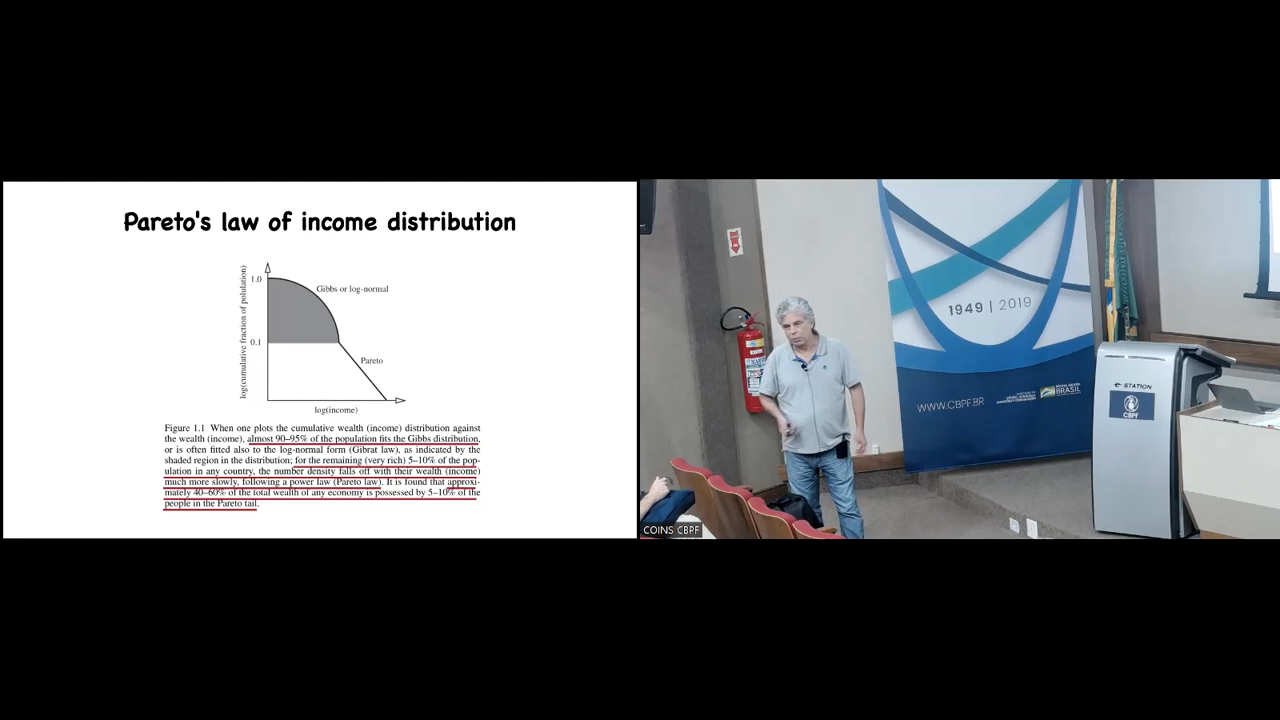 Pareto's law of income distribution
log(cumulative fraction of polulation)
1.0
Gibbs or log-normal
0.1
Pareto
log(income)
Figure 1.1 When one plots the cumulative wealth (income) distribution against
the wealth (income), almost 90–95% of the population fits the Gibbs distribution,
or is often fitted also to the log-normal form (Gibrat law), as indicated by the
shaded region in the distribution; for the remaining (very rich) 5–10% of the pop-
ulation in any country, the number density falls off with their wealth (income)
much more slowly, following a power law (Pareto law). It is found that approxi-
mately 40–60% of the total wealth of any economy is possessed by 5–10% of the
people in the Pareto tail.
1949 | 2019
WWW.CBPF.BR
BRASIL
e-STATION
CBPF
COINS CBPF